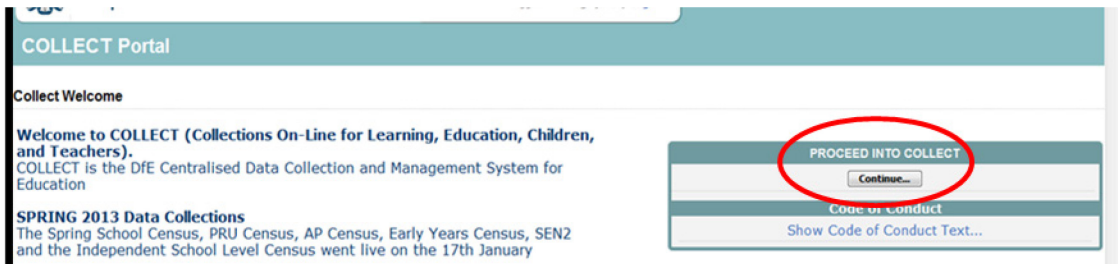 COLLECT Portal
Collect Welcome
Welcome to COLLECT (Collections On-Line for Learning, Education, Children,
and Teachers).
COLLECT is the DfE Centralised Data Collection and Management System for
Education
SPRING 2013 Data Collections
The Spring School Census, PRU Census, AP Census, Early Years Census, SEN2
and the Independent School Level Census went live on the 17th January
PROCEED INTO COLLECT
Continue...
Code of Conduct
Show Code of Conduct Text...